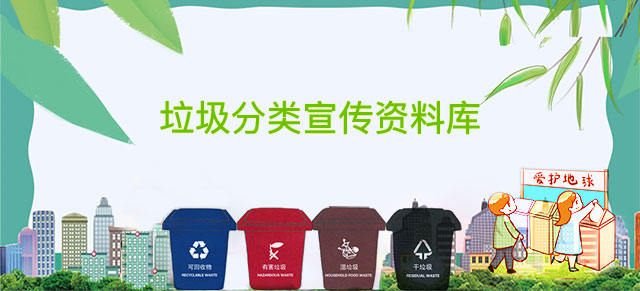 垃圾分类宣传资料库
爱护地球
可回收物
RECYCLABLE WASTE
有害垃圾
HAZARDOUS WASTE
湿垃圾
HOUSEHOLD FOOD WASTE
干垃圾
RESIDUAL WASTE